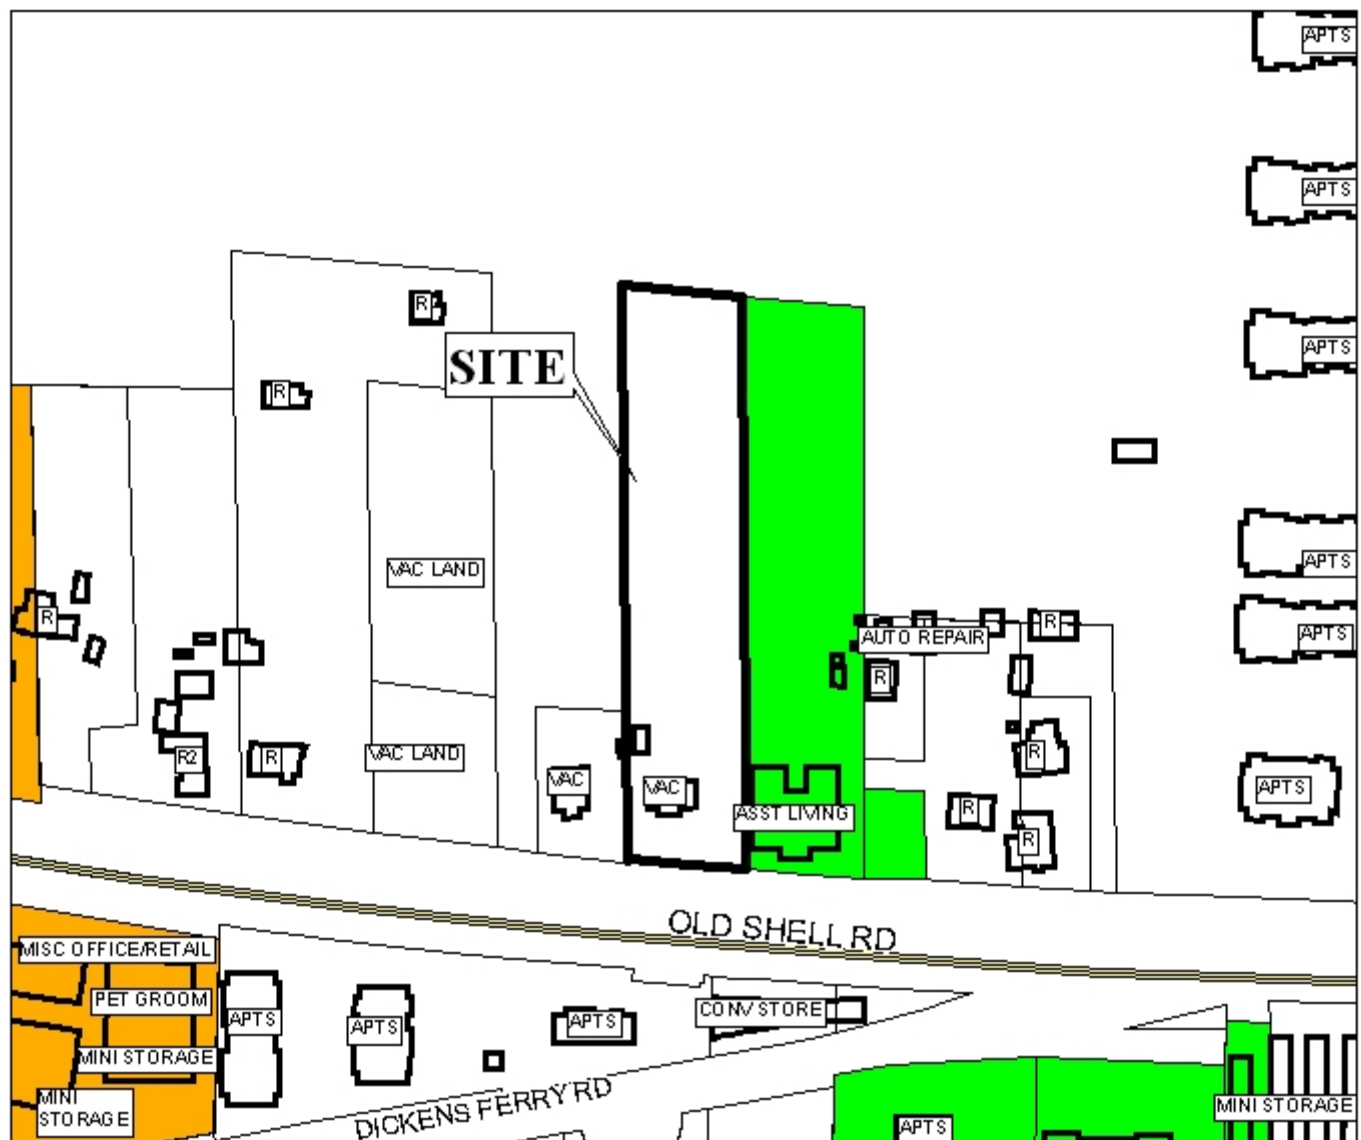 APTS
APTS
R
APTS
SITE
R
VAC LAND
APTS
R
R
AUTO REPAIR
APTS
R
R2
R
VAC LAND
R
VAC
VAC
APTS
ASST LIVING
R
R
OLD SHELL RD
MISC OFFICE/RETAIL
PET GROOM
APTS
APTS
APTS
CONV STORE
MINI STORAGE
MINI
STORAGE
DICKENS FERRY RD
APTS
MINI STORAGE